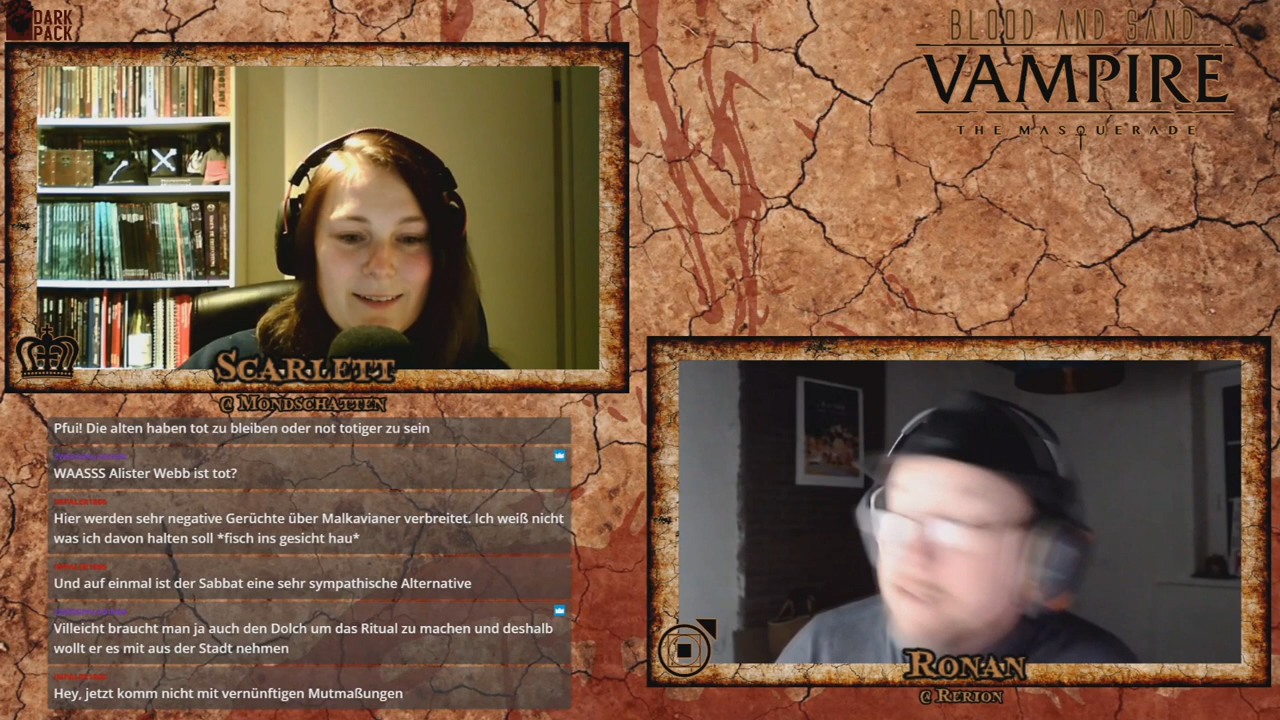 DARK
PACK
BLOOD AND SAND
VAMPIRE
THE MASQUERADE
SCARLETT
@ MONDSCHATTEN
Pfui! Die alten haben tot zu bleiben oder not totiger zu sein
WAASSS Alister Webb ist tot?
Hier werden sehr negative Gerüchte über Malkavianer verbreitet. Ich weiß nicht
was ich davon halten soll *fisch ins gesicht hau*
Und auf einmal ist der Sabbat eine sehr sympathische Alternative
Villeicht braucht man ja auch den Dolch um das Ritual zu machen und deshalb
wollt er es mit aus der Stadt nehmen
Hey, jetzt komm nicht mit vernünftigen Mutmaßungen
RONAN
@ RERION